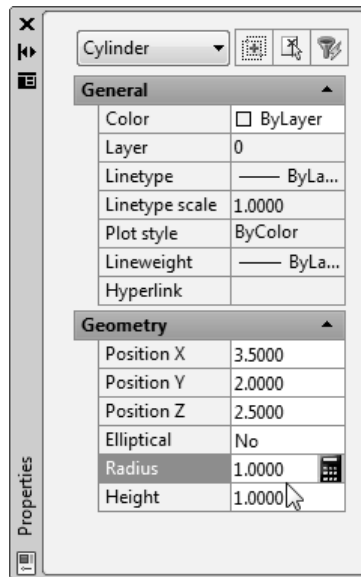 Cylinder
General
Color ByLayer
Layer 0
Linetype ByLa...
Linetype scale 1.0000
Plot style ByColor
Lineweight ByLa...
Hyperlink
Geometry
Position X 3.5000
Position Y 2.0000
Position Z 2.5000
Elliptical No
Radius 1.0000
Height 1.0000
Properties